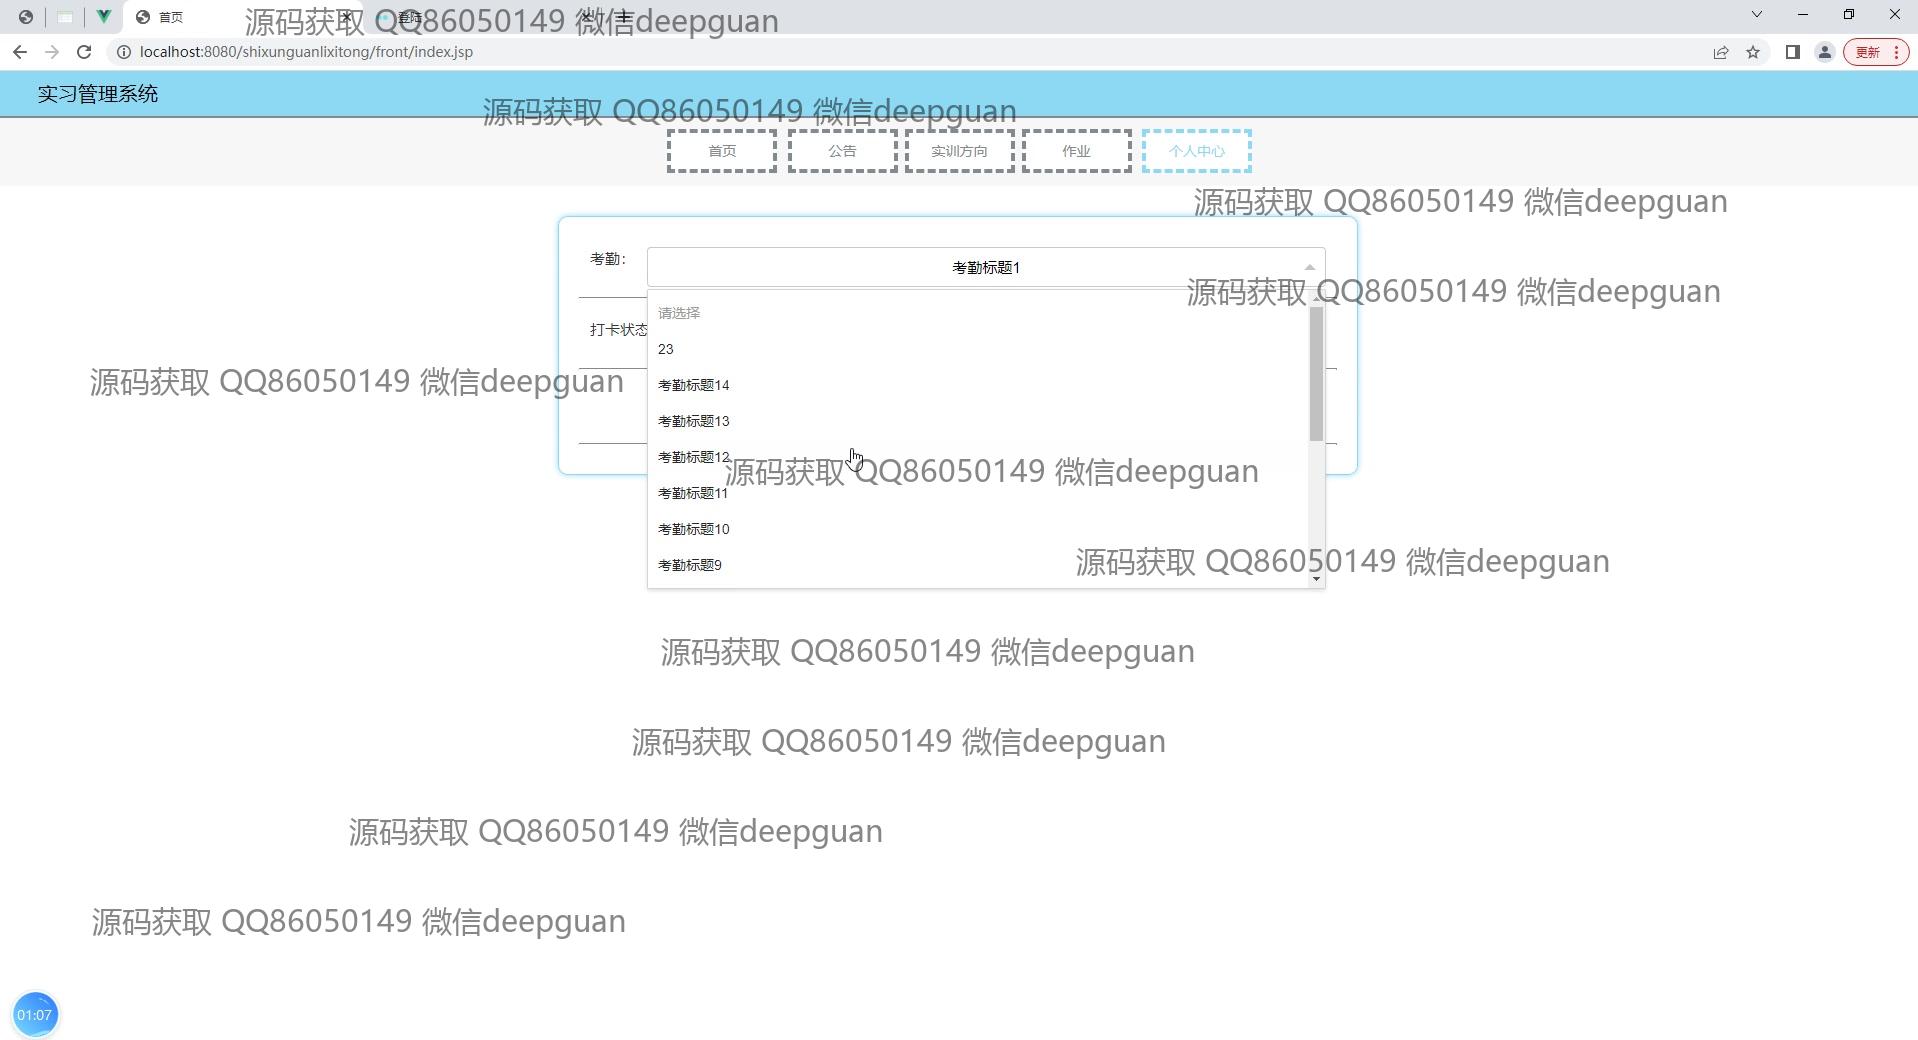 首页
登陆
源码获取 QQ86050149 微信deepguan
localhost:8080/shixunguanlixitong/front/index.jsp
更新
实习管理系统
源码获取 QQ86050149 微信deepguan
首页
公告
实训方向
作业
个人中心
源码获取 QQ86050149 微信deepguan
考勤：
考勤标题1
源码获取 QQ86050149 微信deepguan
请选择
打卡状态
23
源码获取 QQ86050149 微信deepguan
考勤标题14
考勤标题13
考勤标题12
源码获取 QQ86050149 微信deepguan
考勤标题11
考勤标题10
源码获取 QQ86050149 微信deepguan
考勤标题9
源码获取 QQ86050149 微信deepguan
源码获取 QQ86050149 微信deepguan
源码获取 QQ86050149 微信deepguan
源码获取 QQ86050149 微信deepguan
01:07